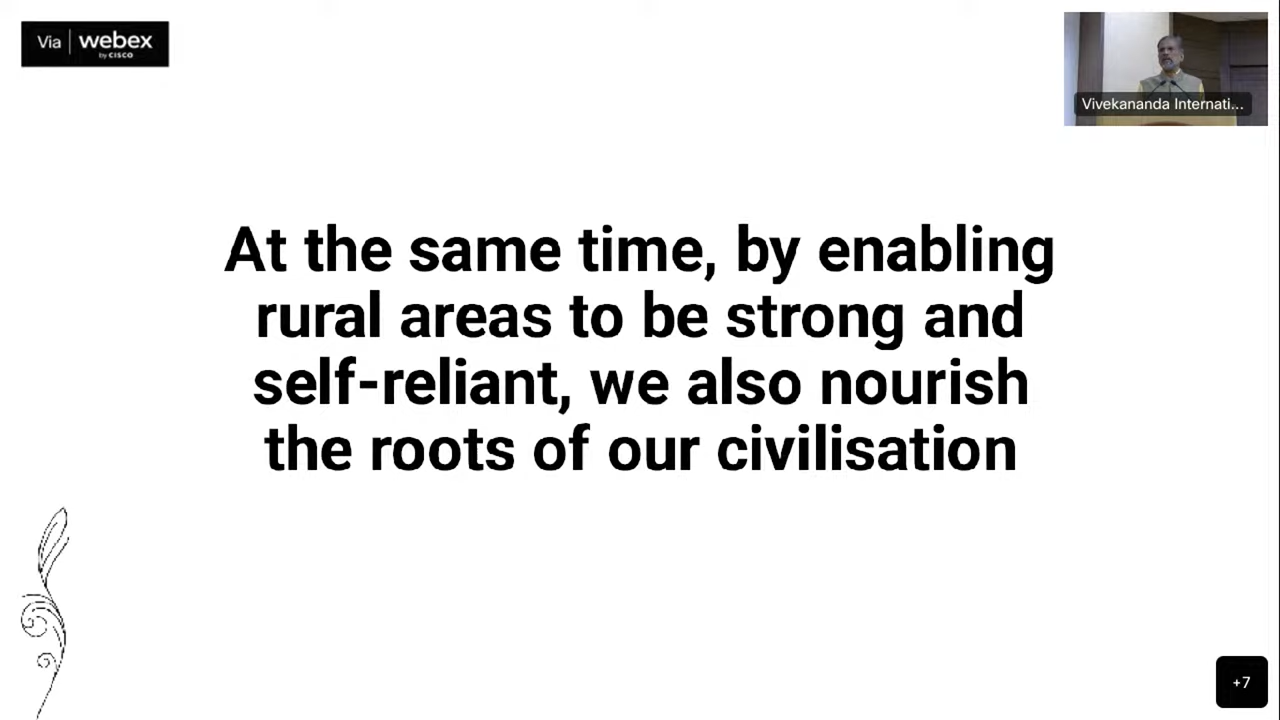 Via webex
by CISCO
Vivekananda Internati...
At the same time, by enabling
rural areas to be strong and
self-reliant, we also nourish
the roots of our civilisation
+7